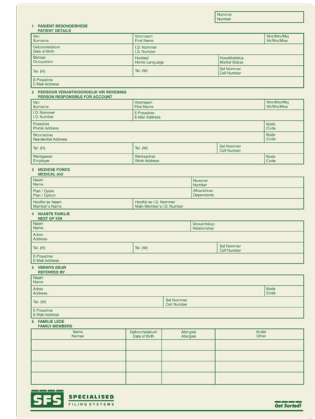 Nommer
Number
1 PASIËNT BESONDERHEDE
PATIENT DETAILS
Van
Surname
Voornaam
First Name
Mnr/Mev/Mej
Mr/Mrs/Miss
Geboortedatum
Date of Birth
I.D. Nommer
I.D. Number
Beroep
Occupation
Huistaal
Home Language
Huwelikstatus
Marital Status
Tel. (H)
Tel. (W)
Sel Nommer
Cell Number
E-Posadres
E-Mail Address
2 PERSOON VERANTWOORDELIK VIR REKENING
PERSON RESPONSIBLE FOR ACCOUNT
Van
Surname
Voornaam
First Name
Mnr/Mev/Mej
Mr/Mrs/Miss
I.D. Nommer
I.D. Number
E-Posadres
E-Mail Address
Posadres
Postal Address
Kode
Code
Woonadres
Residential Address
Kode
Code
Tel. (H)
Tel. (W)
Sel Nommer
Cell Number
Werkgewer
Employer
Werksadres
Work Address
3 MEDIESE FONDS
MEDICAL AID
Naam
Name
Nommer
Number
Plan / Opsie
Plan / Option
Afhanklikes
Dependants
Hooflid se Naam
Member's Name
Hooflid se I.D. Nommer
Main Member's I.D. Number
4 NAASTE FAMILIE
NEXT OF KIN
Naam
Name
Verwantskap
Relationship
Adres
Address
Tel. (H)
Tel. (W)
Sel Nommer
Cell Number
E-Posadres
E-Mail Address
5 VERWYS DEUR
REFERRED BY
Naam
Name
Adres
Address
Kode
Code
Tel. (W)
Sel Nommer
Cell Number
E-Posadres
E-Mail Address
6 FAMILIE LEDE
FAMILY MEMBERS
Name
Names
Geboortedatum
Date of Birth
Allergieë
Allergies
Ander
Other
SFS SPECIALISED
FILING SYSTEMS
Get Sorted!